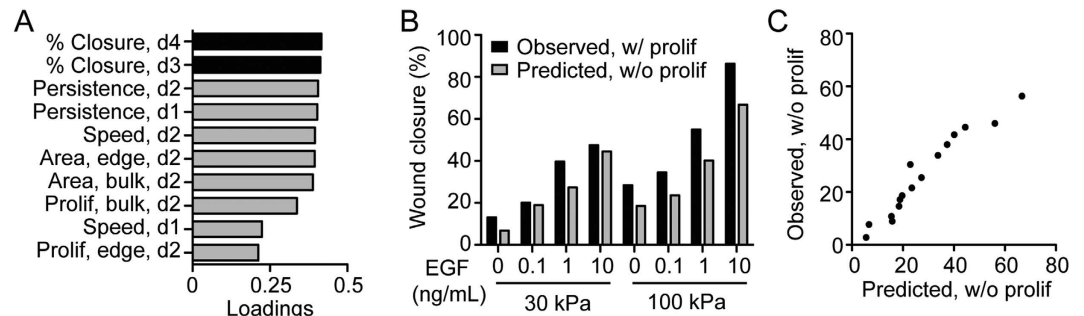 A
% Closure, d4
% Closure, d3
Persistence, d2
Persistence, d1
Speed, d2
Area, edge, d2
Area, bulk, d2
Prolif, bulk, d2
Speed, d1
Prolif, edge, d2
0 0.25 0.5
Loadings
B
Wound closure (%)
100
80
60
40
20
0
Observed, w/ prolif
Predicted, w/o prolif
EGF 0 0.1 1 10 0 0.1 1 10
(ng/mL)
30 kPa 100 kPa
C
Observed, w/o prolif
80
60
40
20
0
0 20 40 60 80
Predicted, w/o prolif